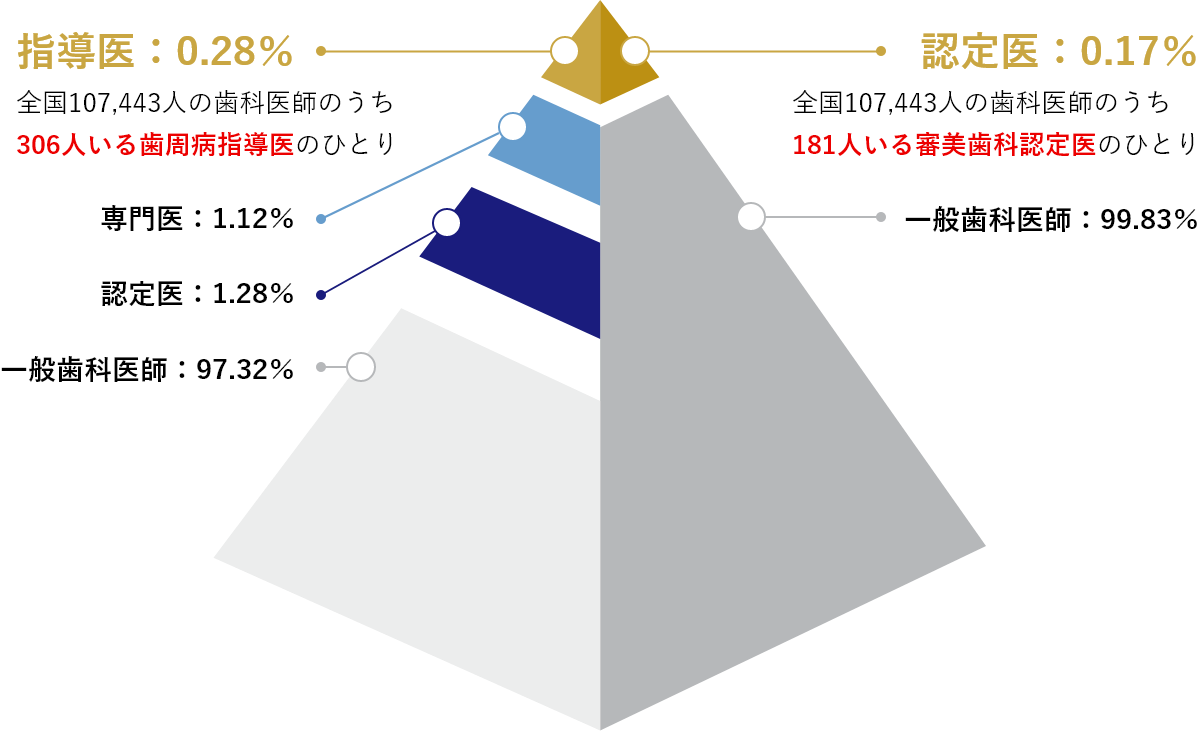 指導医：0.28%
全国107,443人の歯科医師のうち
306人いる歯周病指導医のひとり
専門医：1.12%
認定医：1.28%
一般歯科医師：97.32%
認定医：0.17%
全国107,443人の歯科医師のうち
181人いる審美歯科認定医のひとり
一般歯科医師：99.83%